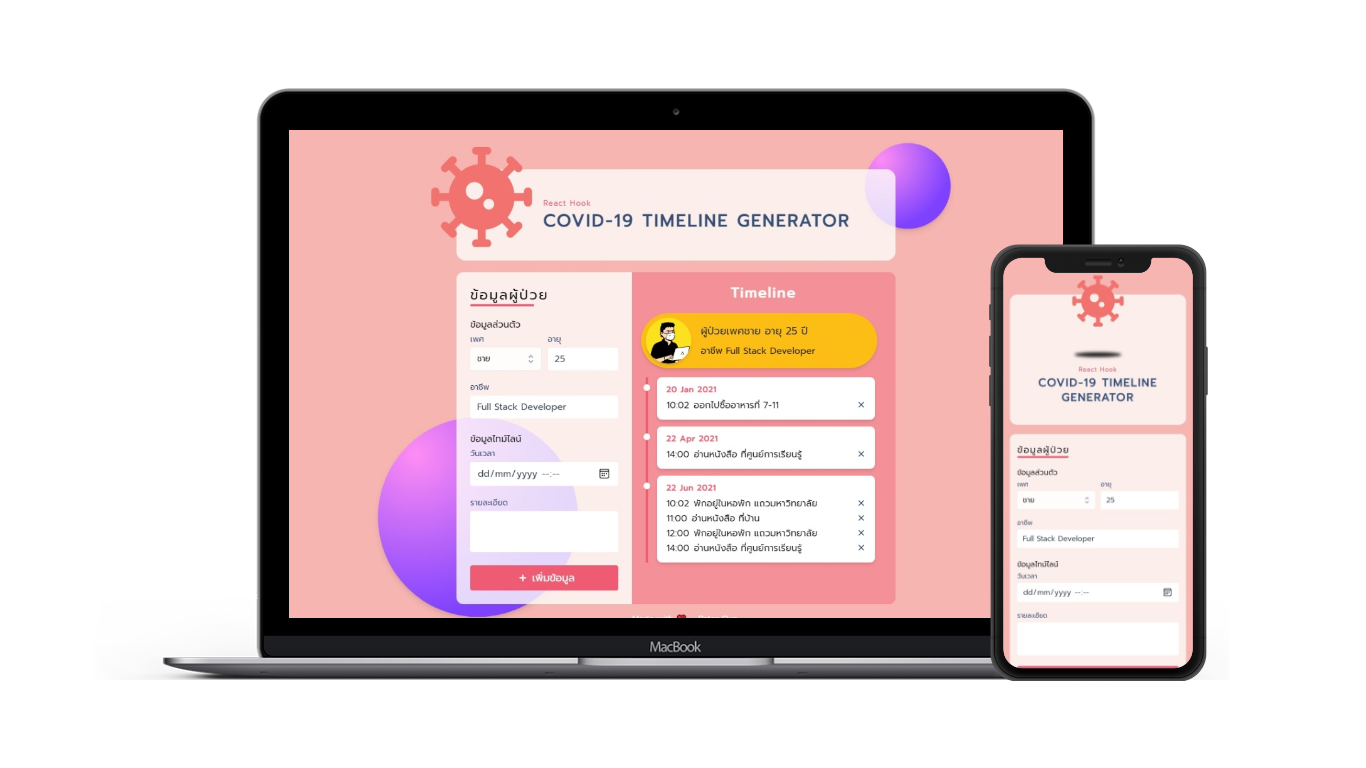 React Hook
COVID-19 TIMELINE GENERATOR
ข้อมูลผู้ป่วย
ข้อมูลส่วนตัว
เพศ อายุ
ชาย 25
อาชีพ
Full Stack Developer
ข้อมูลไทม์ไลน์
วันเวลา
dd/mm/yyyy --:--
รายละเอียด
+ เพิ่มข้อมูล
Timeline
ผู้ป่วยเพศชาย อายุ 25 ปี
อาชีพ Full Stack Developer
20 Jan 2021
10:02 ออกไปซื้ออาหารที่ 7-11 ×
22 Apr 2021
14:00 อ่านหนังสือ ที่ศูนย์การเรียนรู้ ×
22 Jun 2021
10:02 พักอยู่ในหอพัก แถวมหาวิทยาลัย ×
11:00 อ่านหนังสือ ที่บ้าน ×
12:00 พักอยู่ในหอพัก แถวมหาวิทยาลัย ×
14:00 อ่านหนังสือ ที่ศูนย์การเรียนรู้ ×
MacBook
React Hook
COVID-19 TIMELINE
GENERATOR
ข้อมูลผู้ป่วย
ข้อมูลส่วนตัว
เพศ อายุ
ชาย 25
อาชีพ
Full Stack Developer
ข้อมูลไทม์ไลน์
วันเวลา
dd/mm/yyyy --:--
รายละเอียด